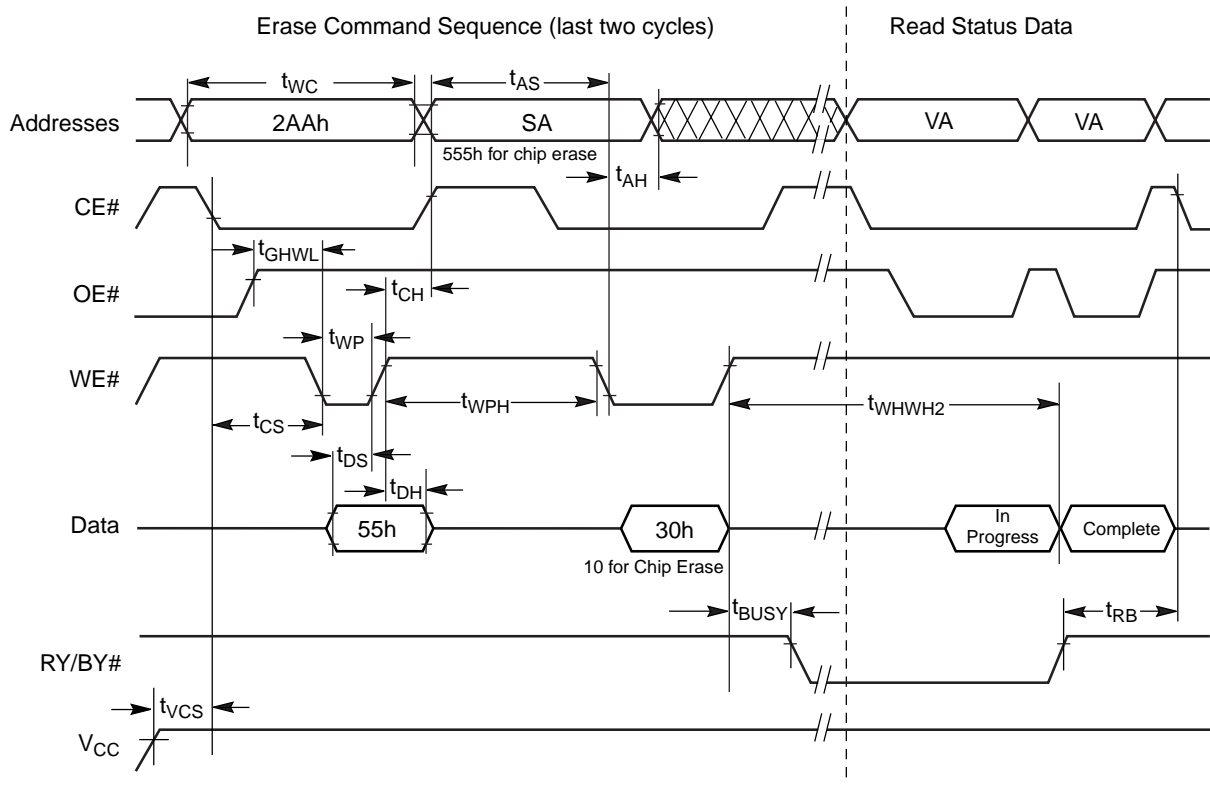 Erase Command Sequence (last two cycles)
Read Status Data
tWC
tAS
Addresses
2AAh
SA
VA
VA
555h for chip erase
tAH
CE#
tGHWL
OE#
tCH
tWP
WE#
tWPH
tWHWH2
tCS
tDS
tDH
Data
55h
30h
In
Progress
Complete
10 for Chip Erase
tBUSY
tRB
RY/BY#
tVCS
VCC